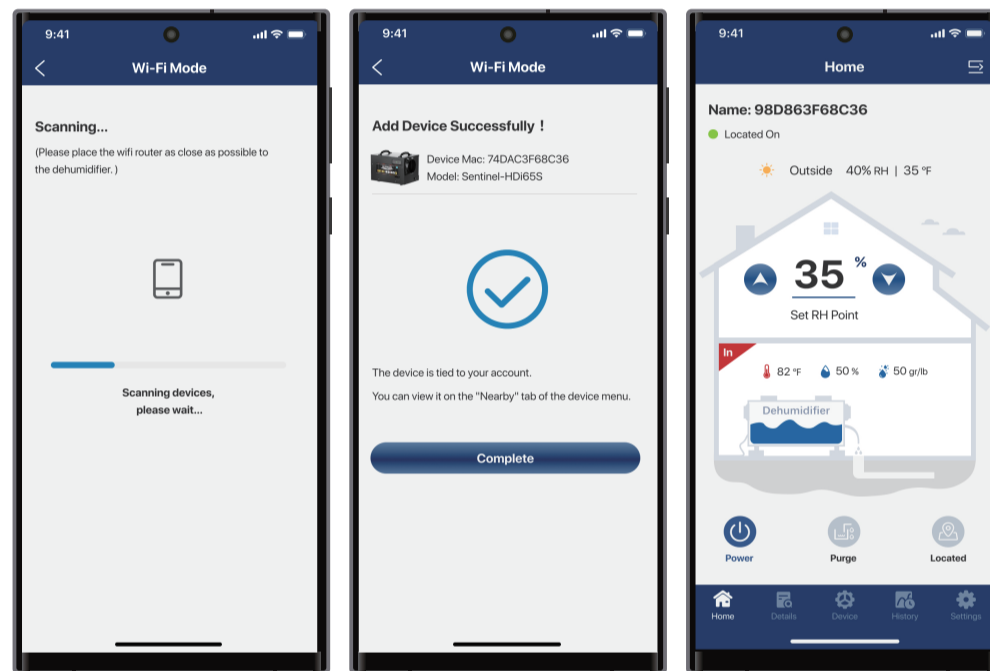 9:41
Wi-Fi Mode
Scanning...
(Please place the wifi router as close as possible to
the dehumidifier. )
Scanning devices,
please wait...
9:41
Wi-Fi Mode
Add Device Successfully !
Device Mac: 74DAC3F68C36
Model: Sentinel-HDi65S
The device is tied to your account.
You can view it on the "Nearby" tab of the device menu.
Complete
9:41
Home
Name: 98D863F68C36
Located On
Outside 40% RH | 35 °F
35 %
Set RH Point
In
82 °F 50 % 50 gr/lb
Dehumidifier
Power Purge Located
Home Details Device History Settings